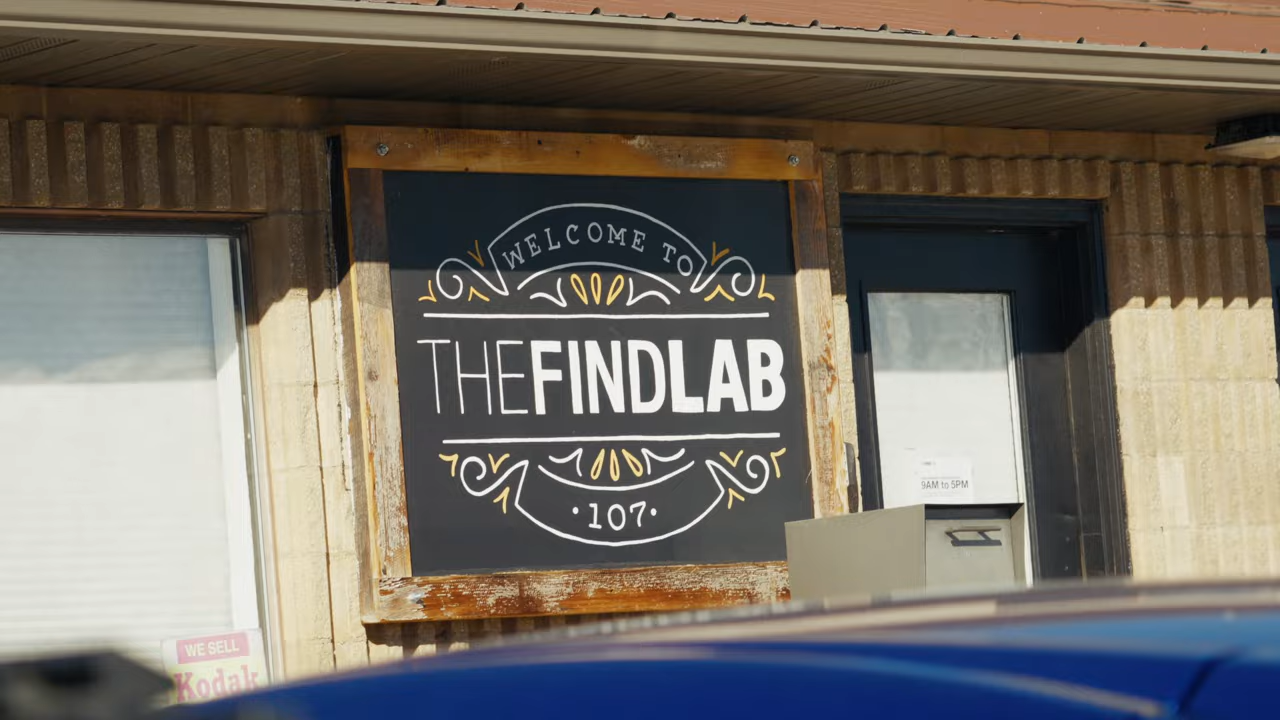 WELCOME TO
THEFINDLAB
·107·
9AM to 5PM
WE SELL
Kodak